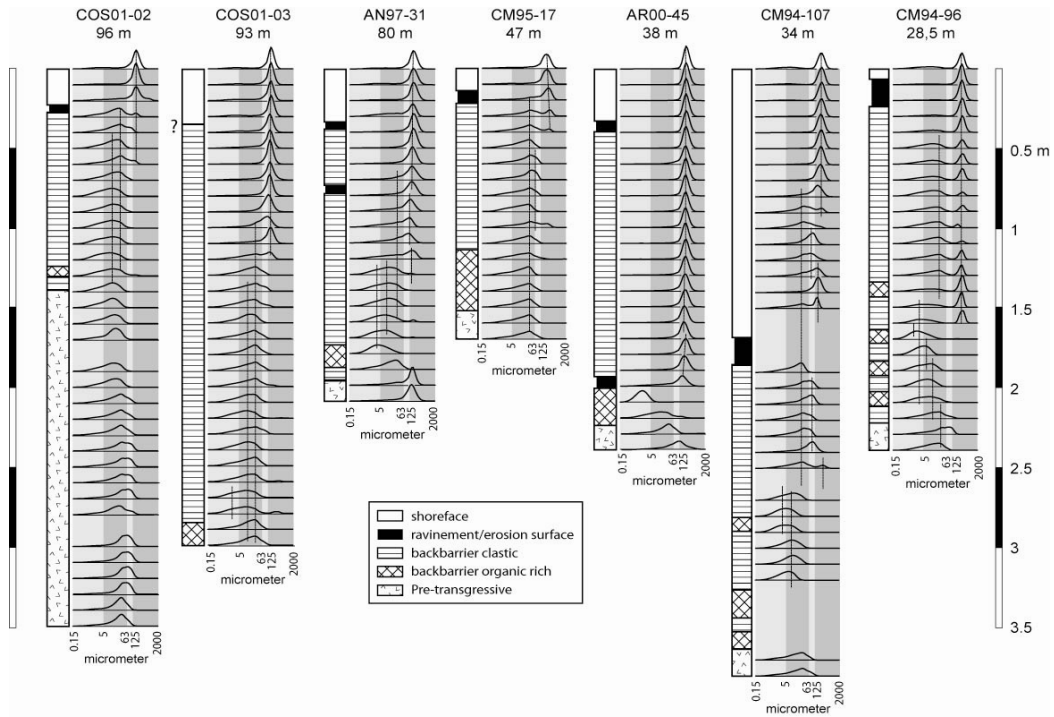 COS01-02 COS01-03 AN97-31 CM95-17 AR00-45 CM94-107 CM94-96
96 m 93 m 80 m 47 m 38 m 34 m 28,5 m
?
0.5 m
1
1.5
2
2.5
3
3.5
0.15 5 63 125 2000
micrometer
0.15 5 63 125 2000
micrometer
0.15 5 63 125 2000
micrometer
0.15 5 63 125 2000
micrometer
0.15 5 63 125 2000
micrometer
0.15 5 63 125 2000
micrometer
0.15 5 63 125 2000
micrometer
shoreface
ravinement/erosion surface
backbarrier clastic
backbarrier organic rich
Pre-transgressive